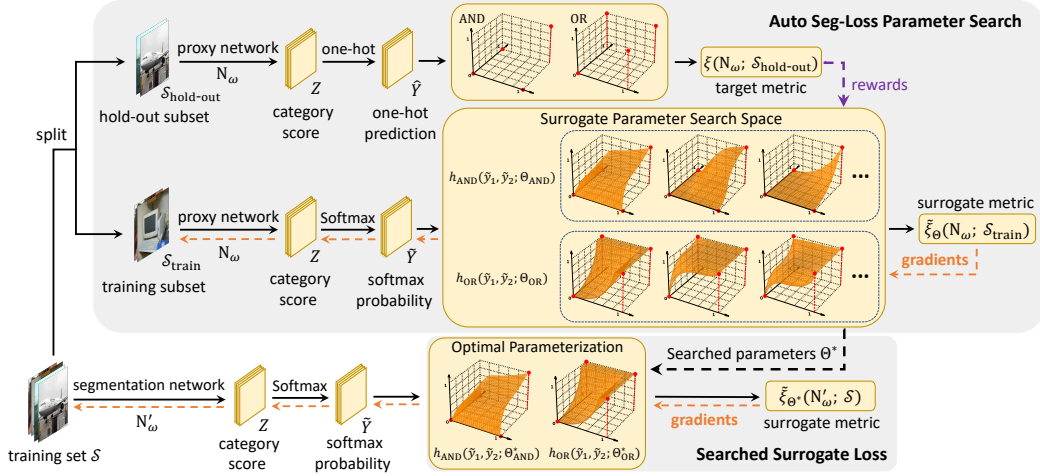 Auto Seg-Loss Parameter Search
split
proxy network
N_ω
S_hold-out
hold-out subset
Z
category
score
one-hot
Ŷ
one-hot
prediction
AND
OR
ξ(N_ω; S_hold-out)
target metric
rewards
Surrogate Parameter Search Space
h_AND(ỹ_1, ỹ_2; Θ_AND)
...
h_OR(ỹ_1, ỹ_2; Θ_OR)
...
proxy network
N_ω
S_train
training subset
Z
category
score
Softmax
Ỹ
softmax
probability
surrogate metric
ξ̃_Θ(N_ω; S_train)
gradients
Searched parameters Θ*
training set S
segmentation network
N′_ω
Z
category
score
Softmax
Ỹ
softmax
probability
Optimal Parameterization
h_AND(ỹ_1, ỹ_2; Θ*_AND)
h_OR(ỹ_1, ỹ_2; Θ*_OR)
gradients
ξ̃_Θ*(N′_ω; S)
surrogate metric
Searched Surrogate Loss